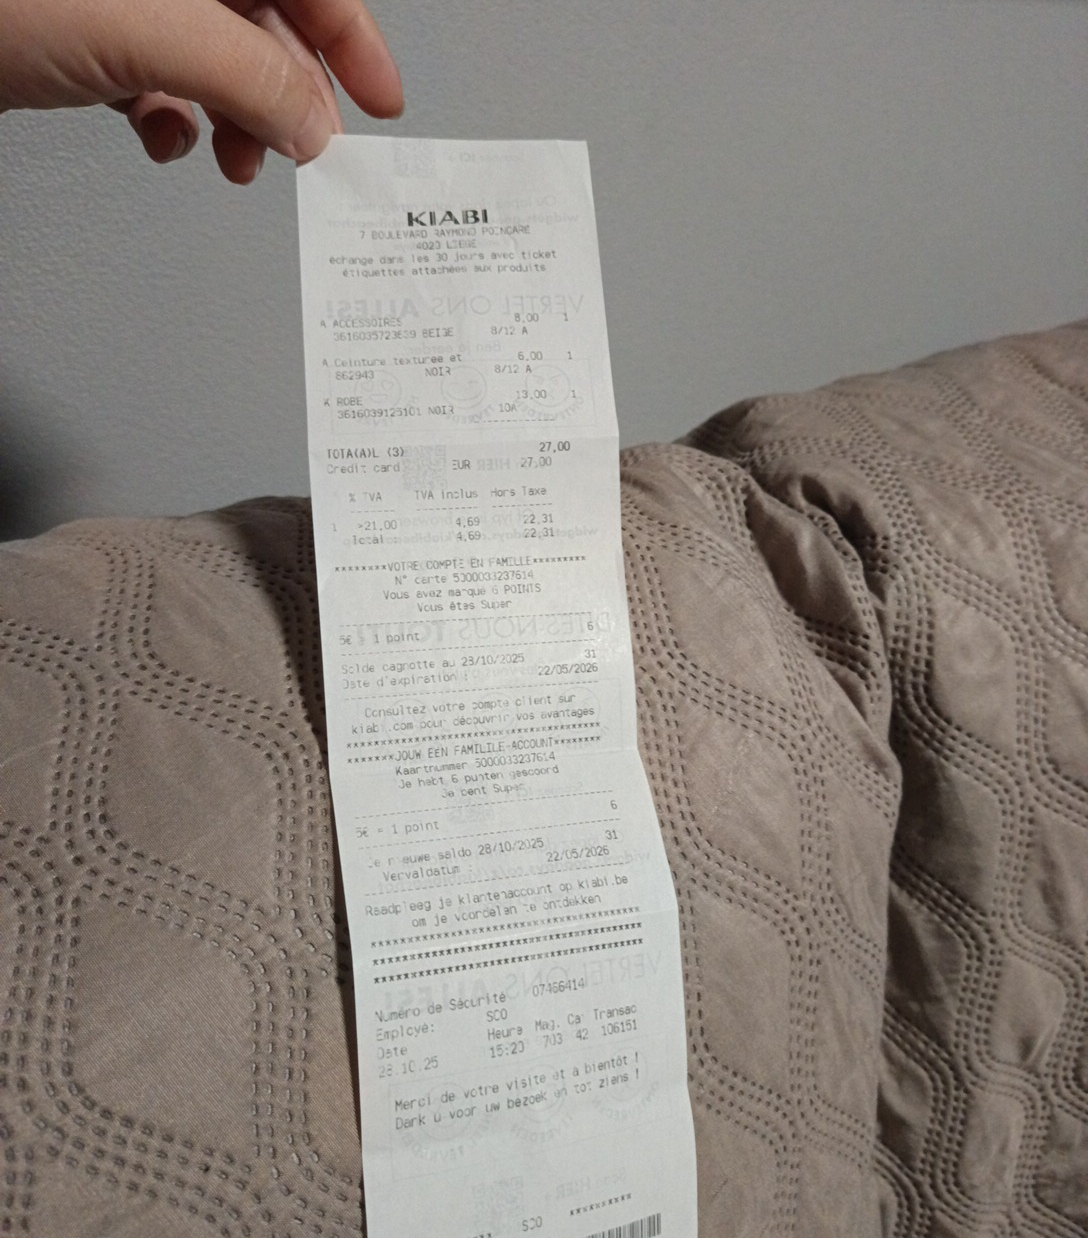 KIABI
7 BOULEVARD RAYMOND POINCARE
4020 LIEGE
échange dans les 30 jours avec ticket
étiquettes attachées aux produits
A ACCESSOIRES 8,00 1
BEIGE 8/12 A
A Ceinture texturee et 6,00 1
862943 NOIR 8/12 A
K ROBE 13,00 1
3616039125101 NOIR 10A
TOTA(A)L (3) 27,00
Credit card EUR 27,00
% TVA TVA Inclus Hors Taxe
1 >21,00 4,69 22,31
Total : 4,69 22,31
********VOTRE COMPTE EN FAMILLE********
N° carte 5000033237614
Vous avez marqué 6 POINTS
Vous êtes Super
5€ = 1 point 6
Solde cagnotte au 28/10/2025 31
Date d'expiration : 22/05/2026
Consultez votre compte client sur
kiabi.com pour découvrir vos avantages
***************************************
*******JOUW EEN FAMILILE-ACCOUNT*******
Kaartnummer 5000033237614
Je hebt 6 punten gescoord
Je bent Super
5€ = 1 point 6
Je nieuwe saldo 28/10/2025 31
Vervaldatum 22/05/2026
Raadpleeg je klantenaccount op kiabi.be
om je voordelen te ontdekken
***************************************
***************************************
***************************************
Numéro de Sécurité 07466414
Employé: SCO
Date Heure Mag. Ca Transac
28.10.25 15:20 703 42 106151
Merci de votre visite et à bientôt !
Dank u voor uw bezoek en tot ziens !
*********
SCO